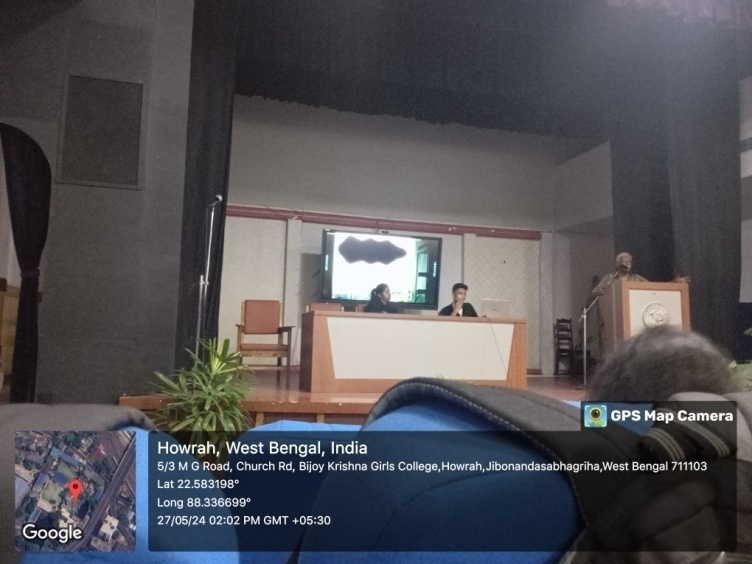 GPS Map Camera
Howrah, West Bengal, India
5/3 M G Road, Church Rd, Bijoy Krishna Girls College,Howrah,Jibonandasabhagriha,West Bengal 711103
Lat 22.583198°
Long 88.336699°
27/05/24 02:02 PM GMT +05:30
Google